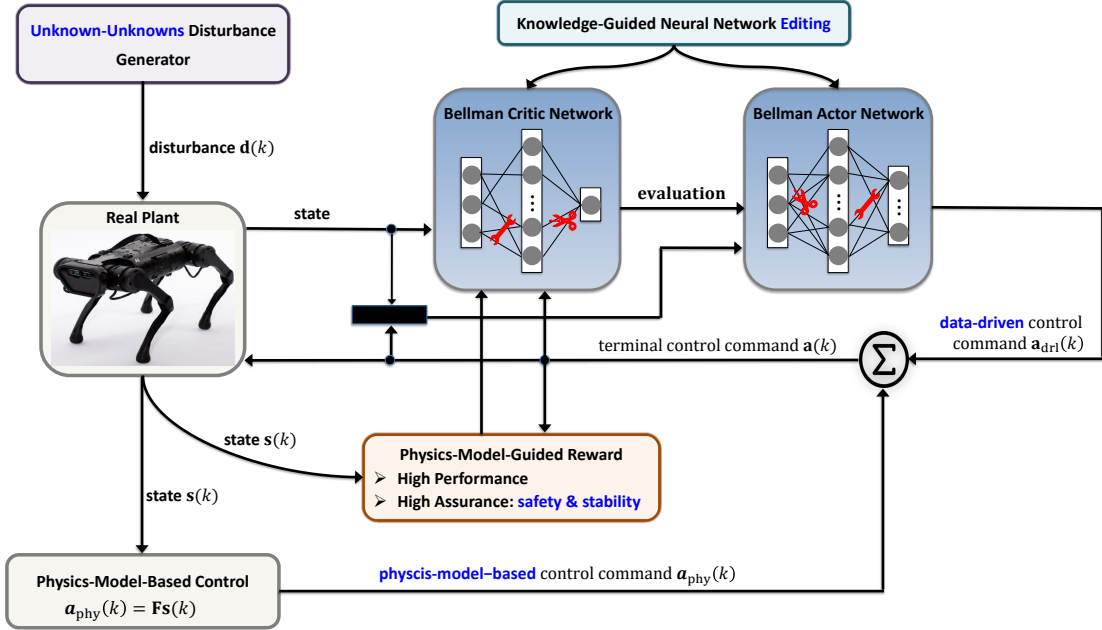 Unknown-Unknowns Disturbance
Generator
Knowledge-Guided Neural Network Editing
Bellman Critic Network
Bellman Actor Network
disturbance d(k)
Real Plant
state
evaluation
data-driven control
command a_drl(k)
terminal control command a(k)
Σ
state s(k)
Physics-Model-Guided Reward
➢ High Performance
➢ High Assurance: safety & stability
state s(k)
Physics-Model-Based Control
a_phy(k) = Fs(k)
physcis-model-based control command a_phy(k)